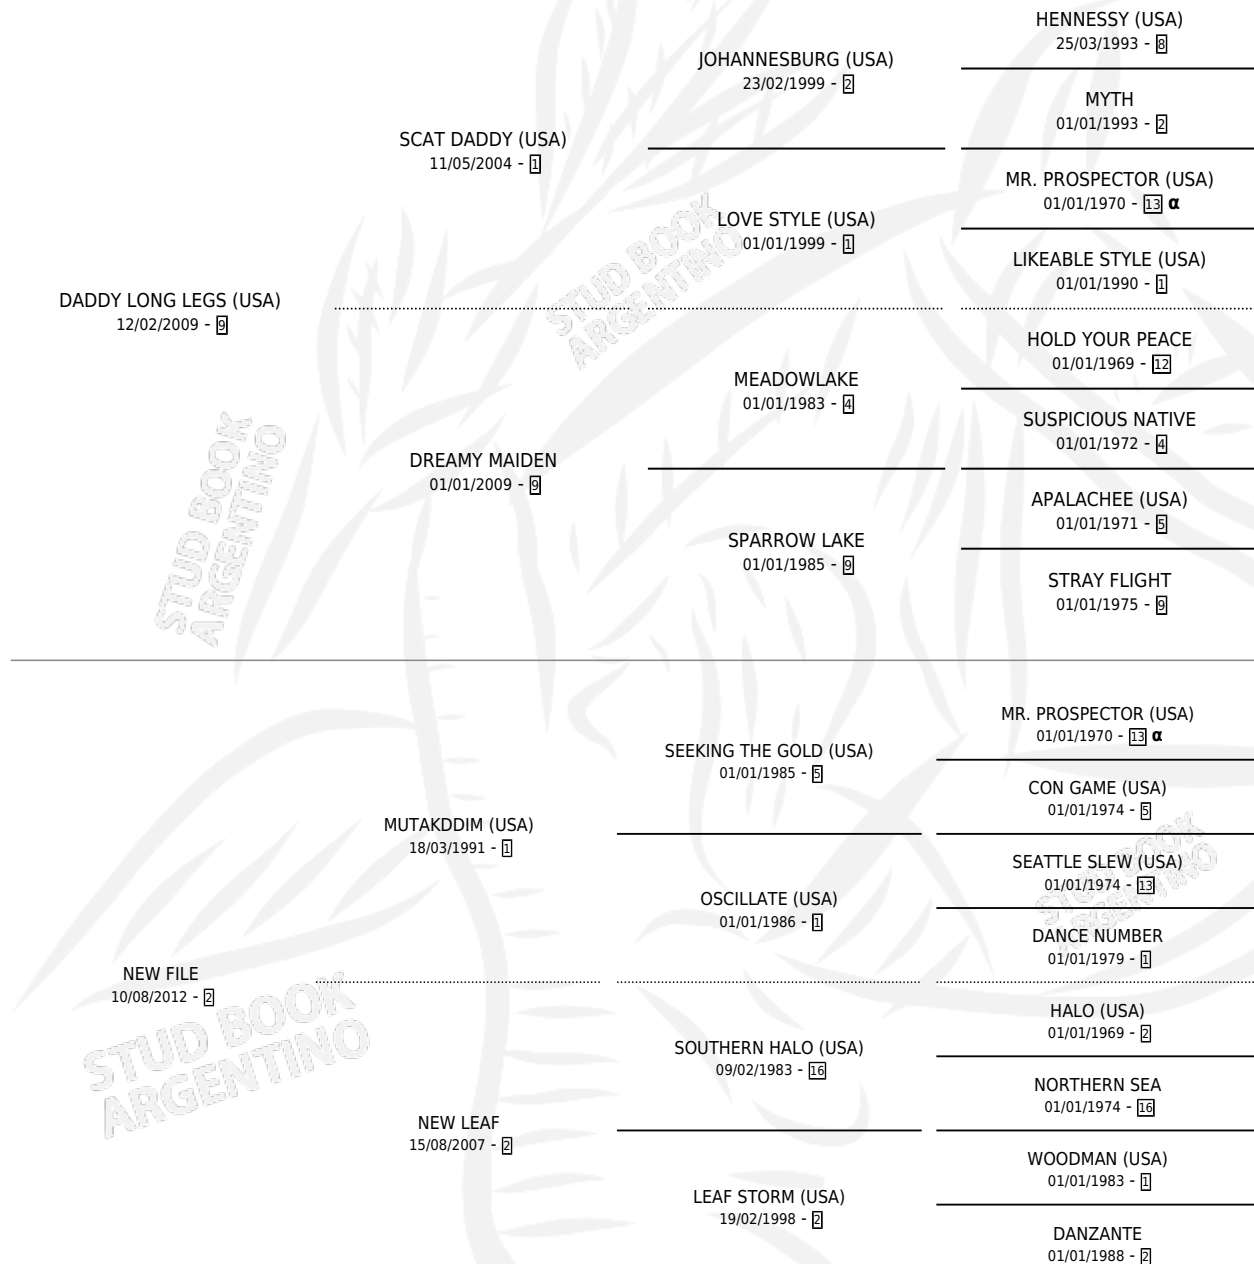 HENNESSY (USA)
25/03/1993 - 8
JOHANNESBURG (USA)
23/02/1999 - 2
MYTH
01/01/1993 - 2
SCAT DADDY (USA)
11/05/2004 - 1
MR. PROSPECTOR (USA)
01/01/1970 - 13 α
LOVE STYLE (USA)
01/01/1999 - 1
LIKEABLE STYLE (USA)
01/01/1990 - 1
DADDY LONG LEGS (USA)
12/02/2009 - 9
HOLD YOUR PEACE
01/01/1969 - 12
MEADOWLAKE
01/01/1983 - 4
SUSPICIOUS NATIVE
01/01/1972 - 4
DREAMY MAIDEN
01/01/2009 - 9
APALACHEE (USA)
01/01/1971 - 5
SPARROW LAKE
01/01/1985 - 9
STRAY FLIGHT
01/01/1975 - 9
STUD BOOK
ARGENTINO
STUD BOOK
ARGENTINO
MR. PROSPECTOR (USA)
01/01/1970 - 13 α
SEEKING THE GOLD (USA)
01/01/1985 - 5
CON GAME (USA)
01/01/1974 - 5
MUTAKDDIM (USA)
18/03/1991 - 1
SEATTLE SLEW (USA)
01/01/1974 - 13
OSCILLATE (USA)
01/01/1986 - 1
DANCE NUMBER
01/01/1979 - 1
NEW FILE
10/08/2012 - 2
HALO (USA)
01/01/1969 - 2
SOUTHERN HALO (USA)
09/02/1983 - 16
NORTHERN SEA
01/01/1974 - 16
NEW LEAF
15/08/2007 - 2
WOODMAN (USA)
01/01/1983 - 1
LEAF STORM (USA)
19/02/1998 - 2
DANZANTE
01/01/1988 - 2
STUD BOOK
ARGENTINO
STUD BOOK
ARGENTINO